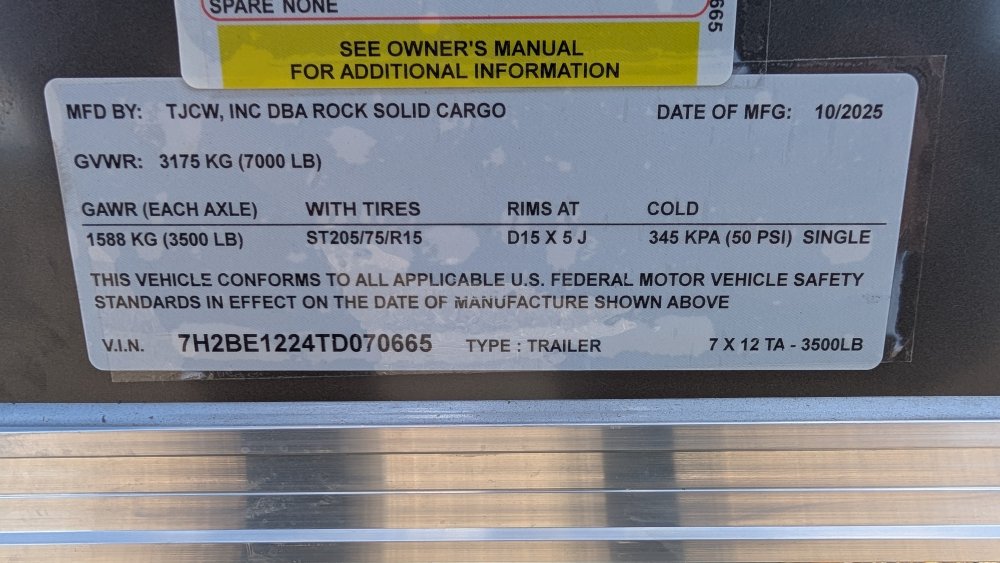 SPARE NONE
665
SEE OWNER'S MANUAL
FOR ADDITIONAL INFORMATION
MFD BY: TJCW, INC DBA ROCK SOLID CARGO DATE OF MFG: 10/2025
GVWR: 3175 KG (7000 LB)
GAWR (EACH AXLE) WITH TIRES RIMS AT COLD
1588 KG (3500 LB) ST205/75/R15 D15 X 5 J 345 KPA (50 PSI) SINGLE
THIS VEHICLE CONFORMS TO ALL APPLICABLE U.S. FEDERAL MOTOR VEHICLE SAFETY
STANDARDS IN EFFECT ON THE DATE OF MANUFACTURE SHOWN ABOVE
V.I.N. 7H2BE1224TD070665 TYPE : TRAILER 7 X 12 TA - 3500LB